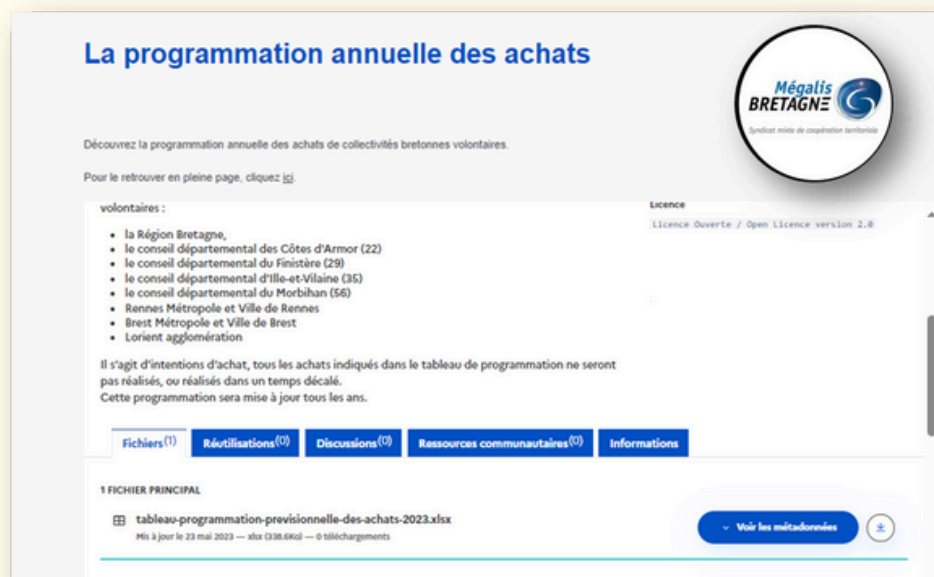 La programmation annuelle des achats
Mégalis
BRETAGNE
Syndicat mixte de coopération territoriale
Découvrez la programmation annuelle des achats de collectivités bretonnes volontaires.
Pour le retrouver en pleine page, cliquez ici.
volontaires :
• la Région Bretagne,
• le conseil départemental des Côtes d'Armor (22)
• le conseil départemental du Finistère (29)
• le conseil départemental d'Ille-et-Vilaine (35)
• le conseil départemental du Morbihan (56)
• Rennes Métropole et Ville de Rennes
• Brest Métropole et Ville de Brest
• Lorient agglomération
Licence
Licence Ouverte / Open Licence version 2.0
Il s'agit d'intentions d'achat, tous les achats indiqués dans le tableau de programmation ne seront
pas réalisés, ou réalisés dans un temps décalé.
Cette programmation sera mise à jour tous les ans.
Fichiers(1) Réutilisations(0) Discussions(0) Ressources communautaires(0) Informations
1 FICHIER PRINCIPAL
tableau-programmation-previsionnelle-des-achats-2023.xlsx
Mis à jour le 23 mai 2023 — xlsx (338.6Ko) — 0 téléchargements
Voir les métadonnées